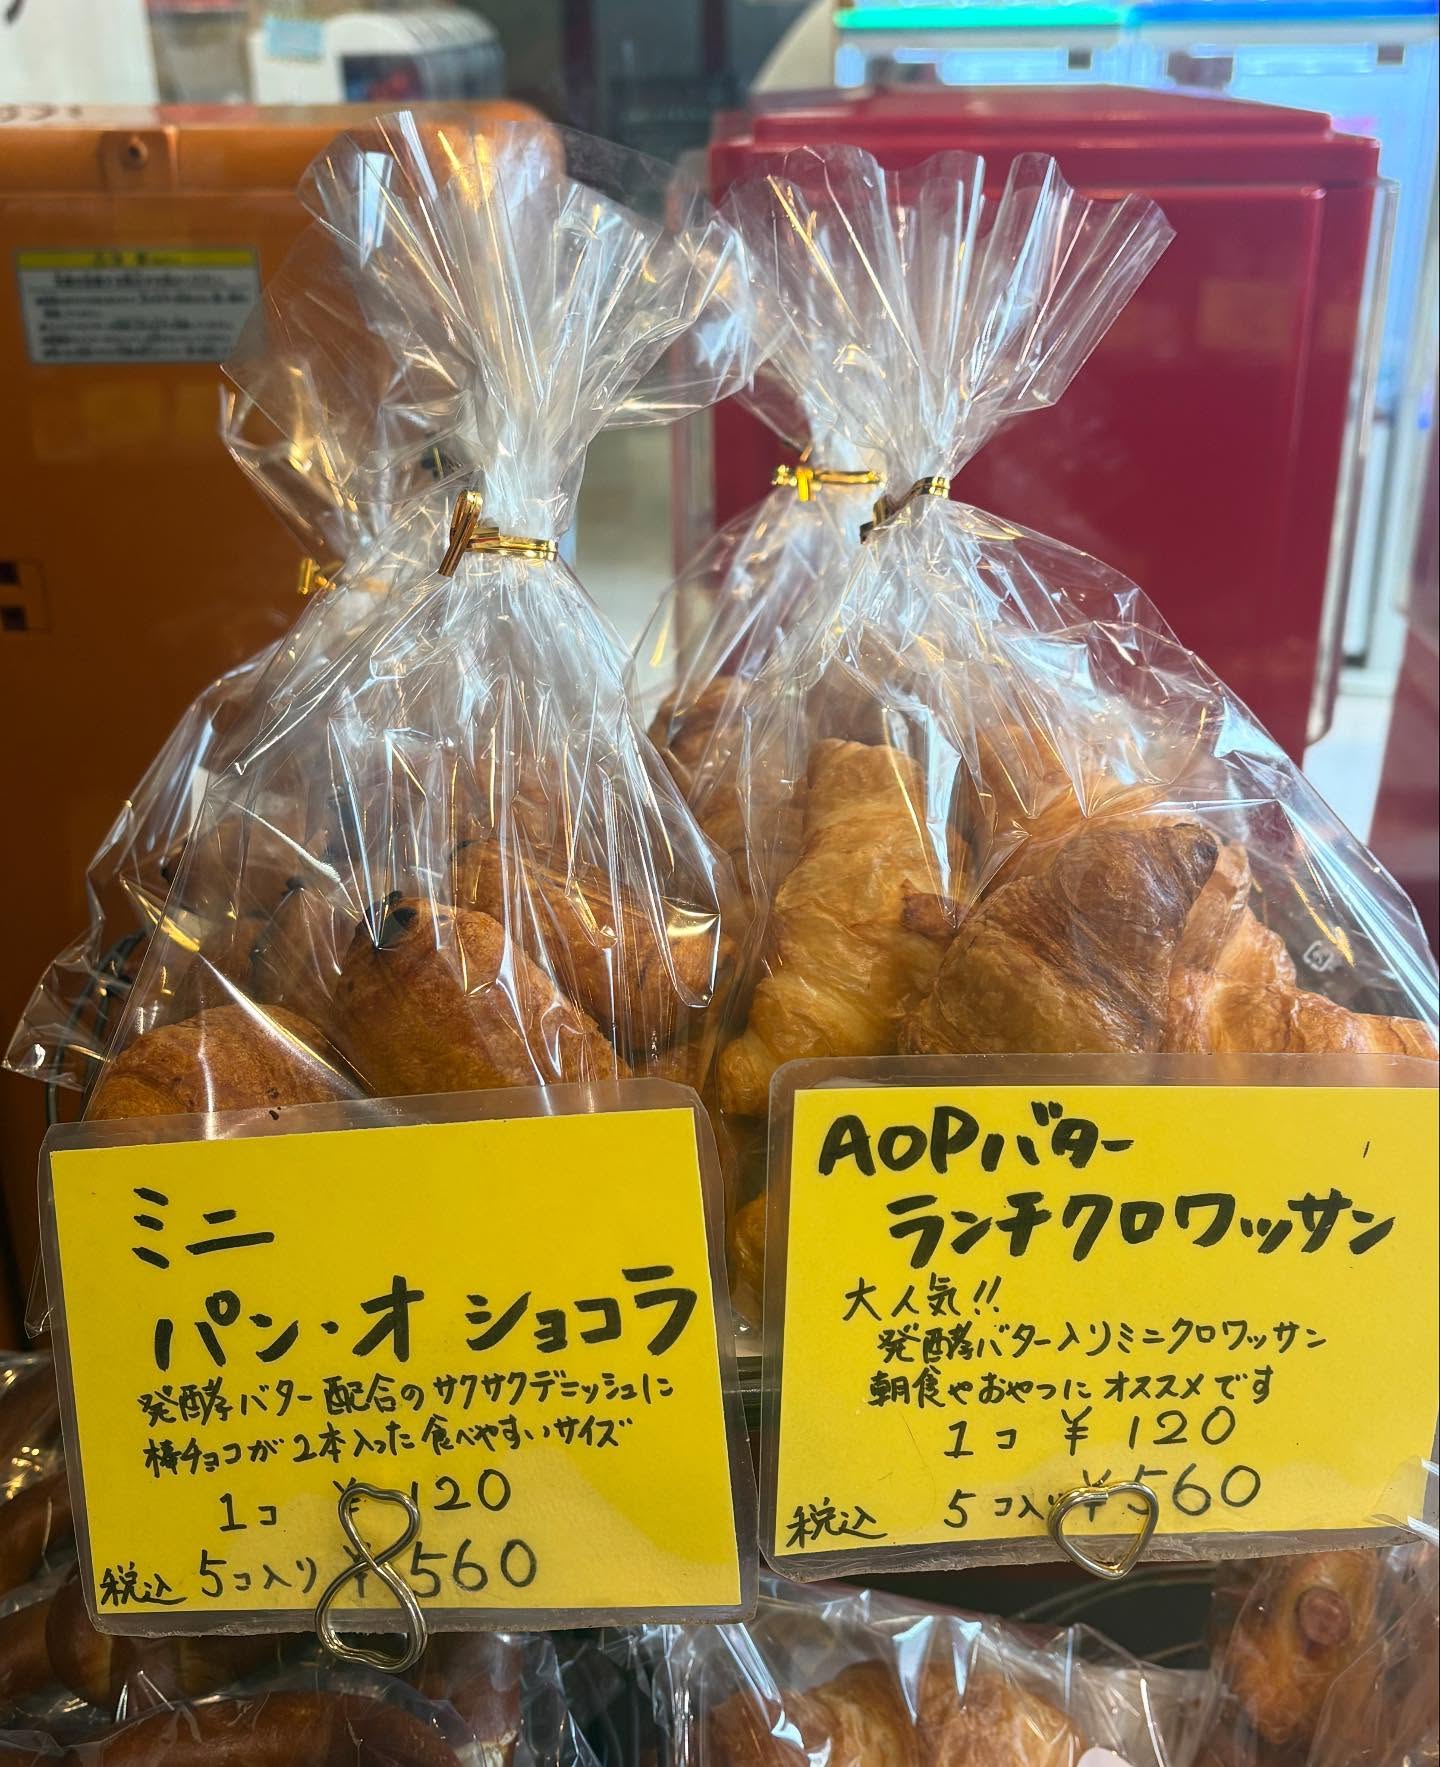 ミニ
パン・オ ショコラ
発酵バター配合のサクサクデニッシュに
棒チョコが2本入った食べやすいサイズ
1コ ¥120
税込 5コ入り ¥560
AOPバター
ランチクロワッサン
大人気!!
発酵バター入りミニクロワッサン
朝食やおやつにオススメです
1コ ¥120
税込 5コ入り ¥560